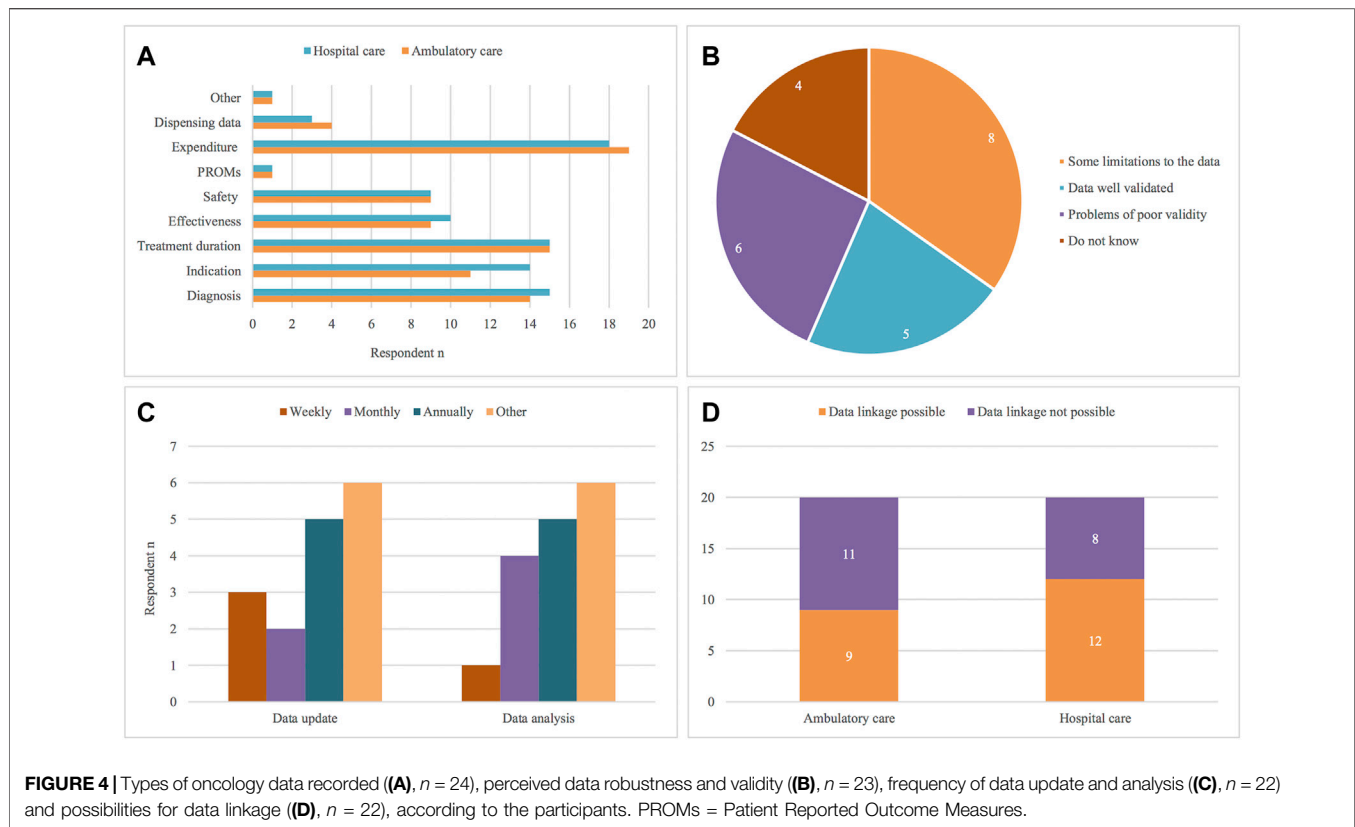 A
Hospital care Ambulatory care
Other
Dispensing data
Expenditure
PROMs
Safety
Effectiveness
Treatment duration
Indication
Diagnosis
0 2 4 6 8 10 12 14 16 18 20
Respondent n
B
4
8
6
5
Some limitations to the data
Data well validated
Problems of poor validity
Do not know
C
Weekly Monthly Annually Other
Respondent n
7
6
5
4
3
2
1
0
Data update Data analysis
D
Data linkage possible Data linkage not possible
25
20
15
10
5
0
11
9
8
12
Ambulatory care Hospital care
FIGURE 4 | Types of oncology data recorded ((A), n = 24), perceived data robustness and validity ((B), n = 23), frequency of data update and analysis ((C), n = 22)
and possibilities for data linkage ((D), n = 22), according to the participants. PROMs = Patient Reported Outcome Measures.